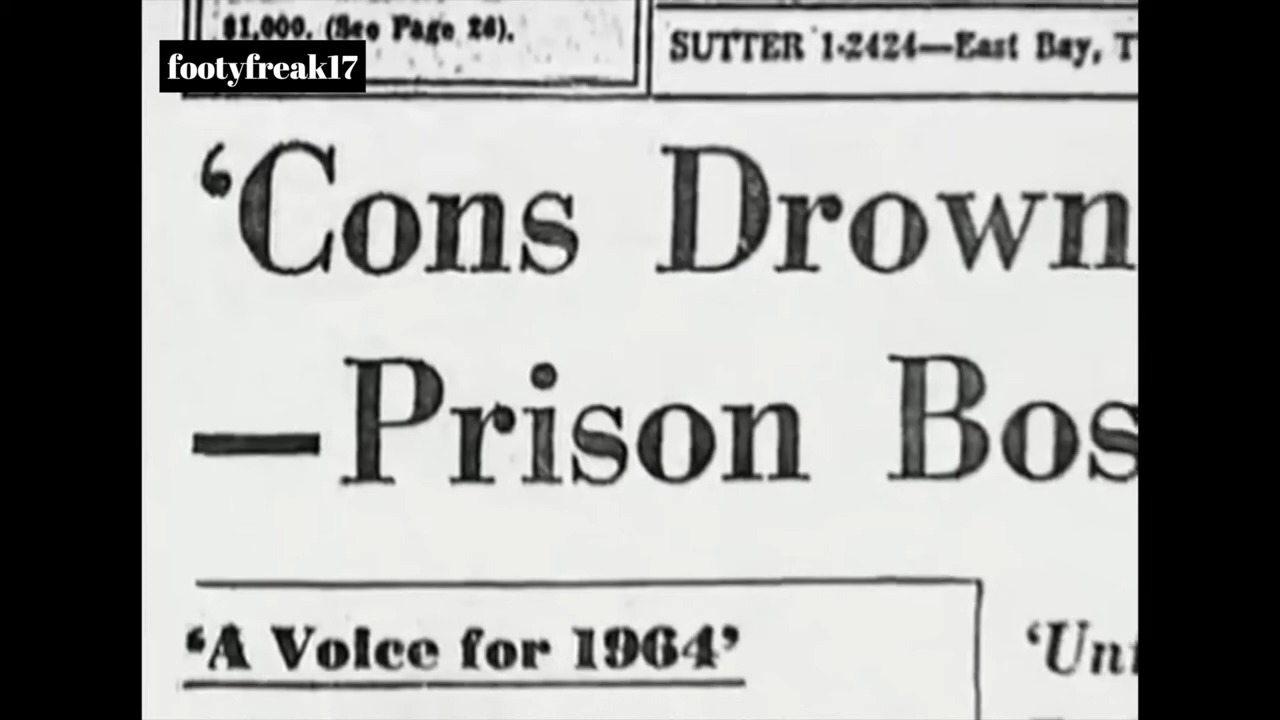 $1,000. (See Page 26).
SUTTER 1-2424—East Bay, T
footyfreak17
‘Cons Drown
—Prison Bos
‘A Voice for 1964’
‘Un